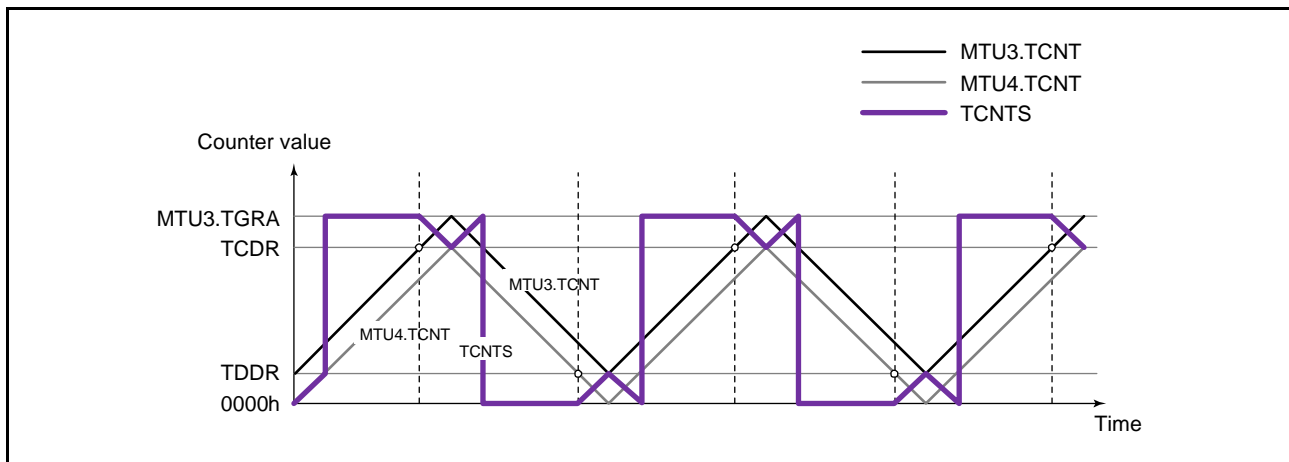 MTU3.TCNT
MTU4.TCNT
TCNTS
Counter value
MTU3.TGRA
TCDR
MTU3.TCNT
MTU4.TCNT
TCNTS
TDDR
0000h
Time